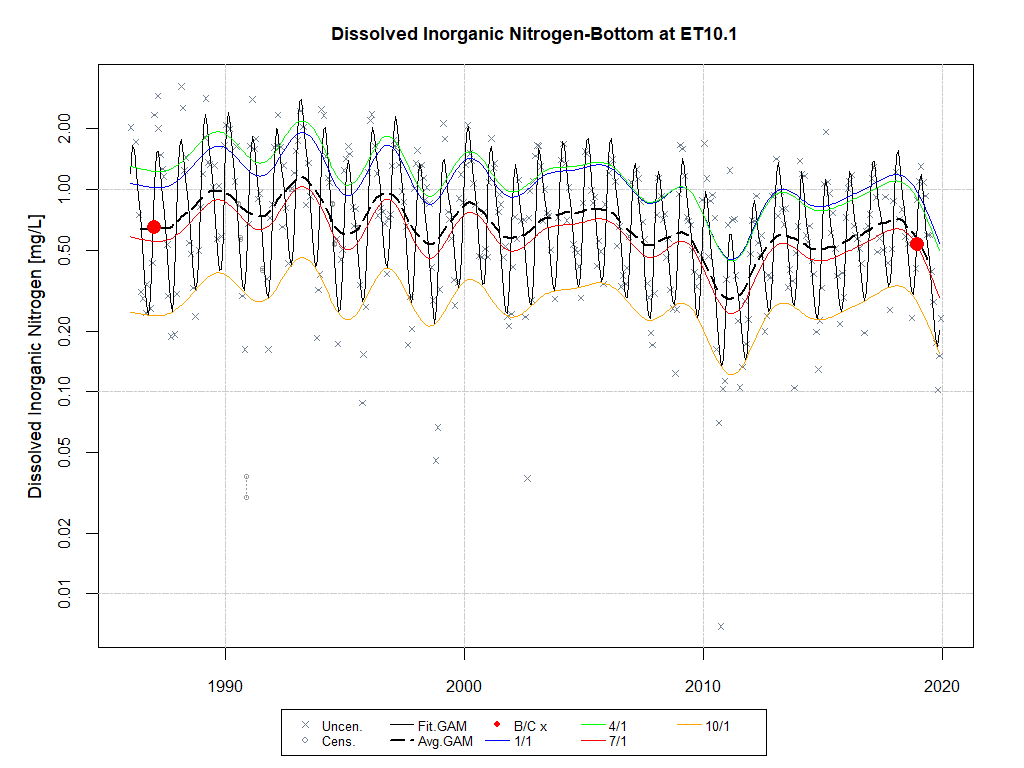 Dissolved Inorganic Nitrogen-Bottom at ET10.1
Dissolved Inorganic Nitrogen [mg/L]
2.00
1.00
0.50
0.20
0.10
0.05
0.02
0.01
1990 2000 2010 2020
Uncen. Fit.GAM B/C x 4/1 10/1
Cens. Avg.GAM 1/1 7/1